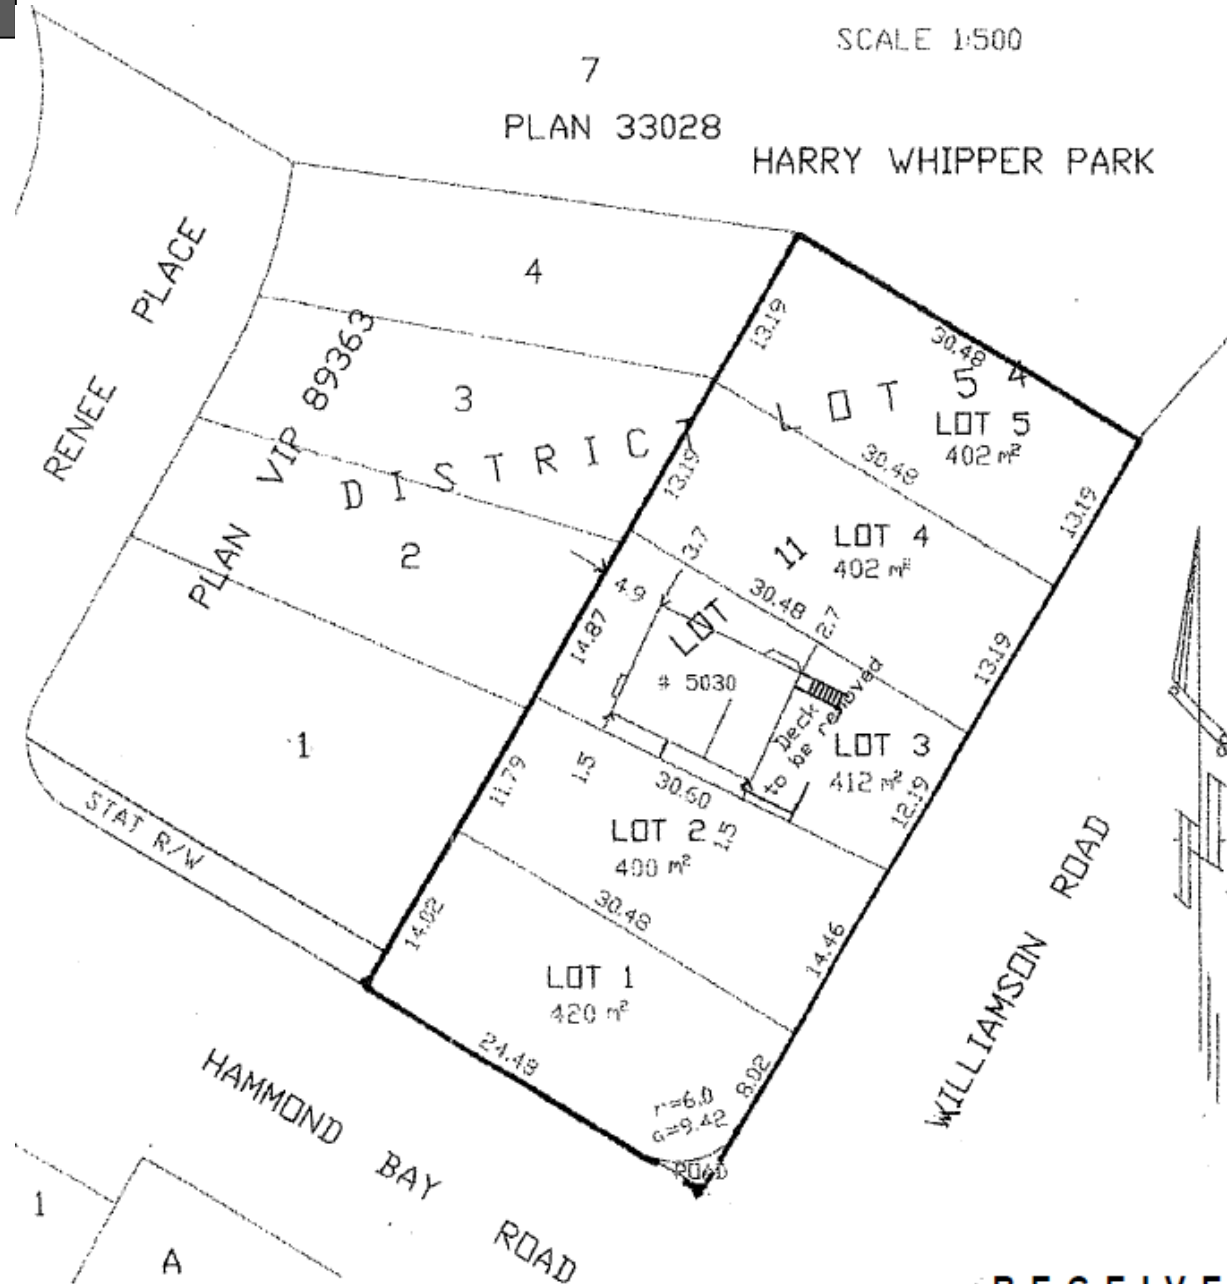 SCALE 1:500
7
PLAN 33028
HARRY WHIPPER PARK
RENEE PLACE
PLAN VIP 89363
4
3
2
1
STAT R/W
DISTRICT LOT 54
13.19
30.48
LOT 5
402 m²
13.19
13.19
30.48
LOT 4
402 m²
13.19
LOT 11
3.7
4.9
30.48
2.7
14.87
# 5030
Deck
to be removed
LOT 3
412 m²
12.19
1.5
30.60
1.5
11.79
LOT 2
400 m²
14.46
30.48
14.02
LOT 1
420 m²
8.02
24.48
r=6.0
a=9.42
ROAD
HAMMOND BAY ROAD
WILLIAMSON ROAD
1
A